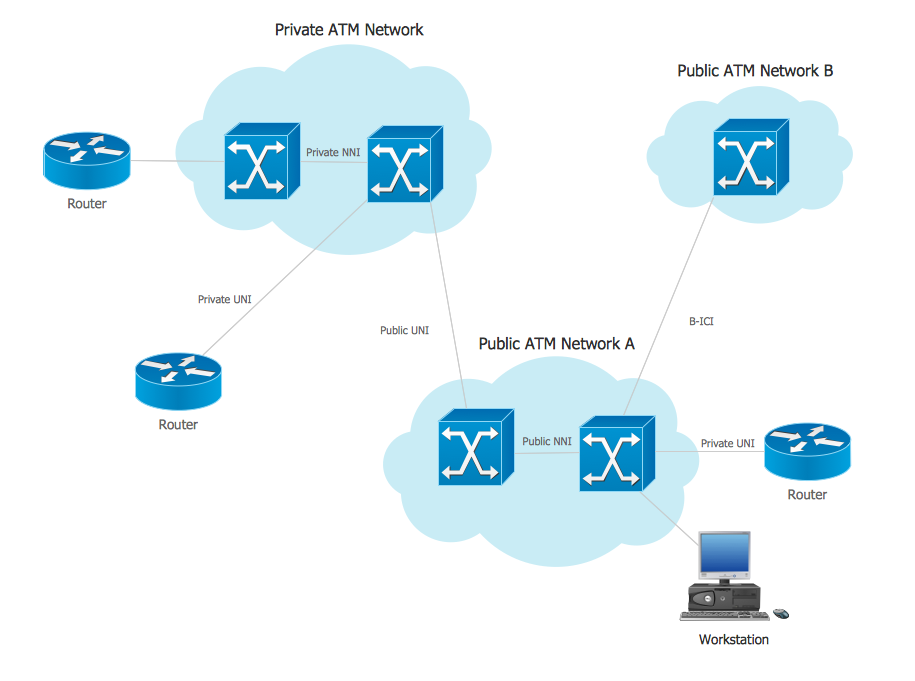 Private ATM Network
Public ATM Network B
Private NNI
Router
Private UNI
Public UNI
B-ICI
Public ATM Network A
Router
Public NNI
Private UNI
Router
Workstation